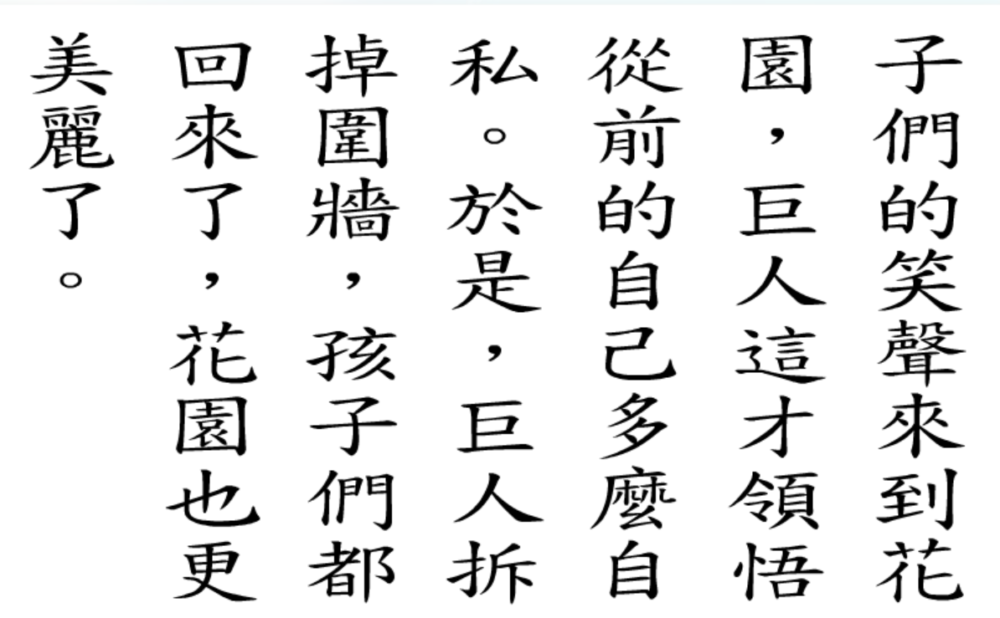 子們的笑聲來到花
園，巨人這才領悟
從前的自己多麼自
私。於是，巨人拆
掉圍牆，孩子們都
回來了，花園也更
美麗了。